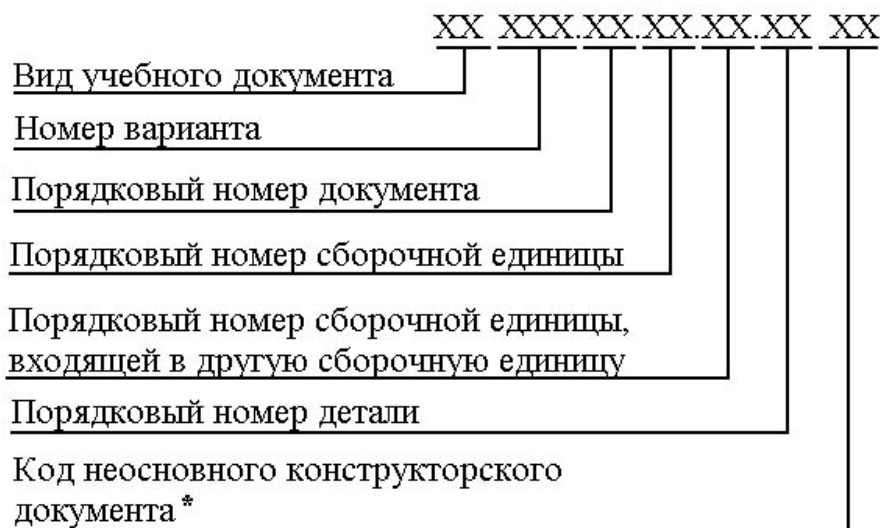 XX XXX.XX.XX.XX.XX XX
Вид учебного документа
Номер варианта
Порядковый номер документа
Порядковый номер сборочной единицы
Порядковый номер сборочной единицы,
входящей в другую сборочную единицу
Порядковый номер детали
Код неосновного конструкторского
документа*